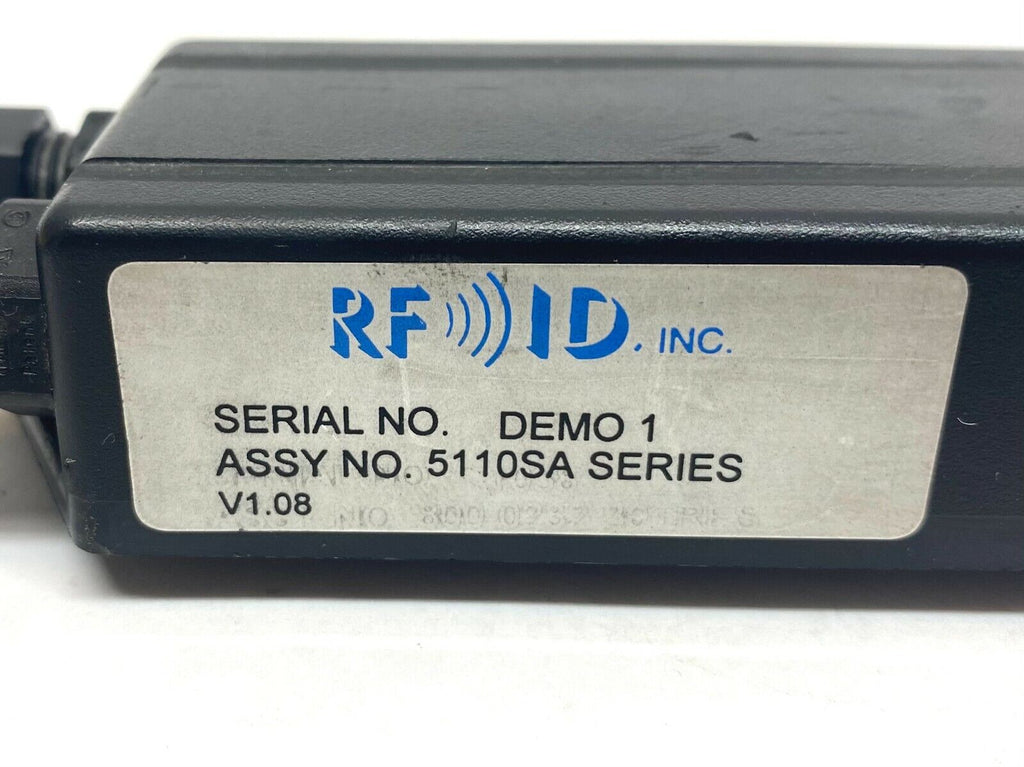 RF ID, INC.
SERIAL NO. DEMO 1
ASSY NO. 5110SA SERIES
V1.08